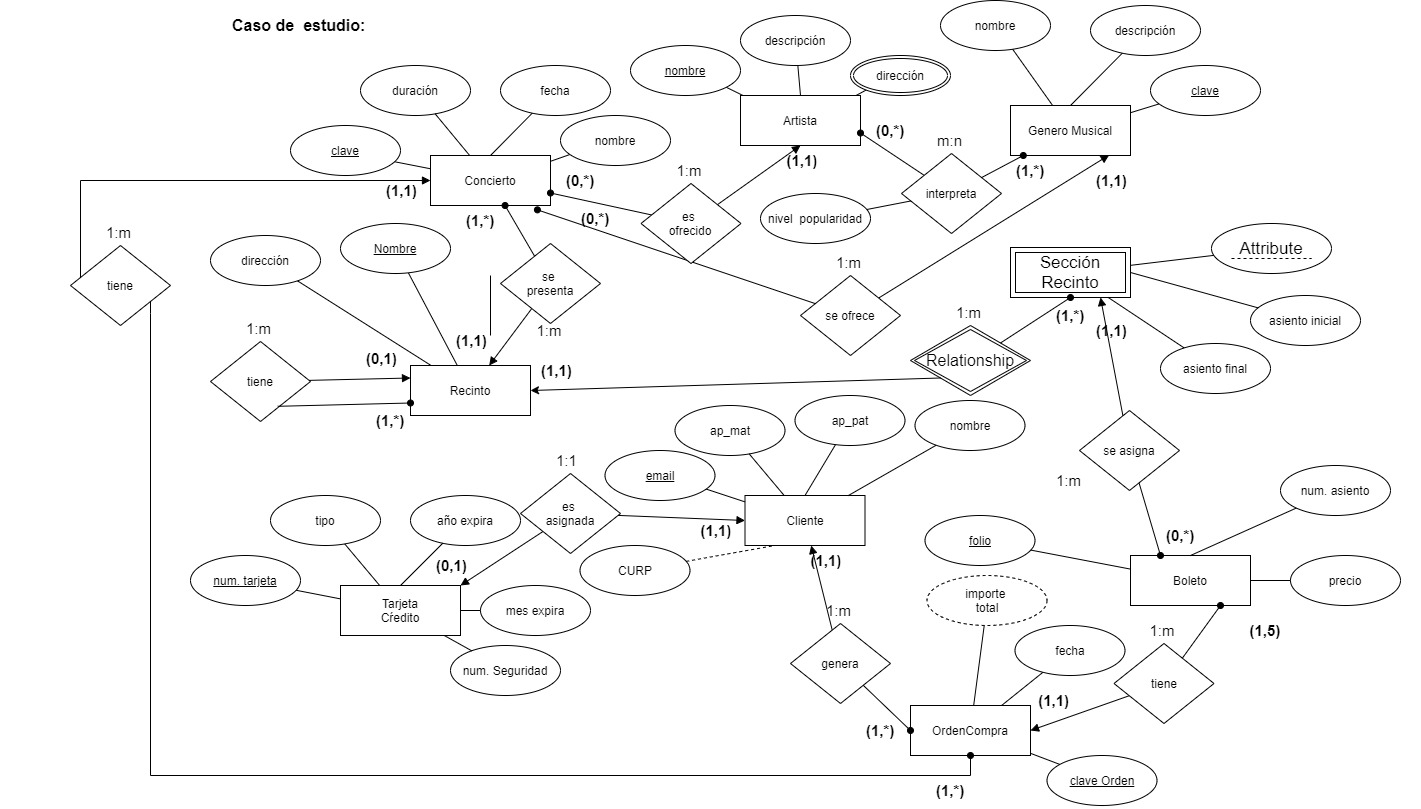 Caso de  estudio:
nombre
descripción
descripción
nombre
dirección
clave
duración
fecha
nombre
clave
Concierto
Artista
Genero Musical
(0,*)
m:n
(1,1)
(1,*)
(1,1)
(1,1)
(0,*)
1:m
interpreta
nivel  popularidad
(1,*)
(0,*)
es
ofrecido
1:m
tiene
dirección
Nombre
se
presenta
1:m
1:m
se ofrece
Sección
Recinto
Attribute
asiento inicial
asiento final
(1,*)
(1,1)
1:m
Relationship
1:m
tiene
(0,1)
(1,1)
(1,1)
Recinto
(1,*)
ap_mat
ap_pat
nombre
email
Cliente
(1,1)
CURP
(1,1)
1:1
es
asignada
tipo
año expira
(0,1)
num. tarjeta
Tarjeta
Credito
mes expira
num. Seguridad
se asigna
1:m
num. asiento
(0,*)
folio
Boleto
precio
(1,5)
importe
total
1:m
genera
fecha
1:m
tiene
(1,1)
(1,*)
OrdenCompra
clave Orden
(1,*)